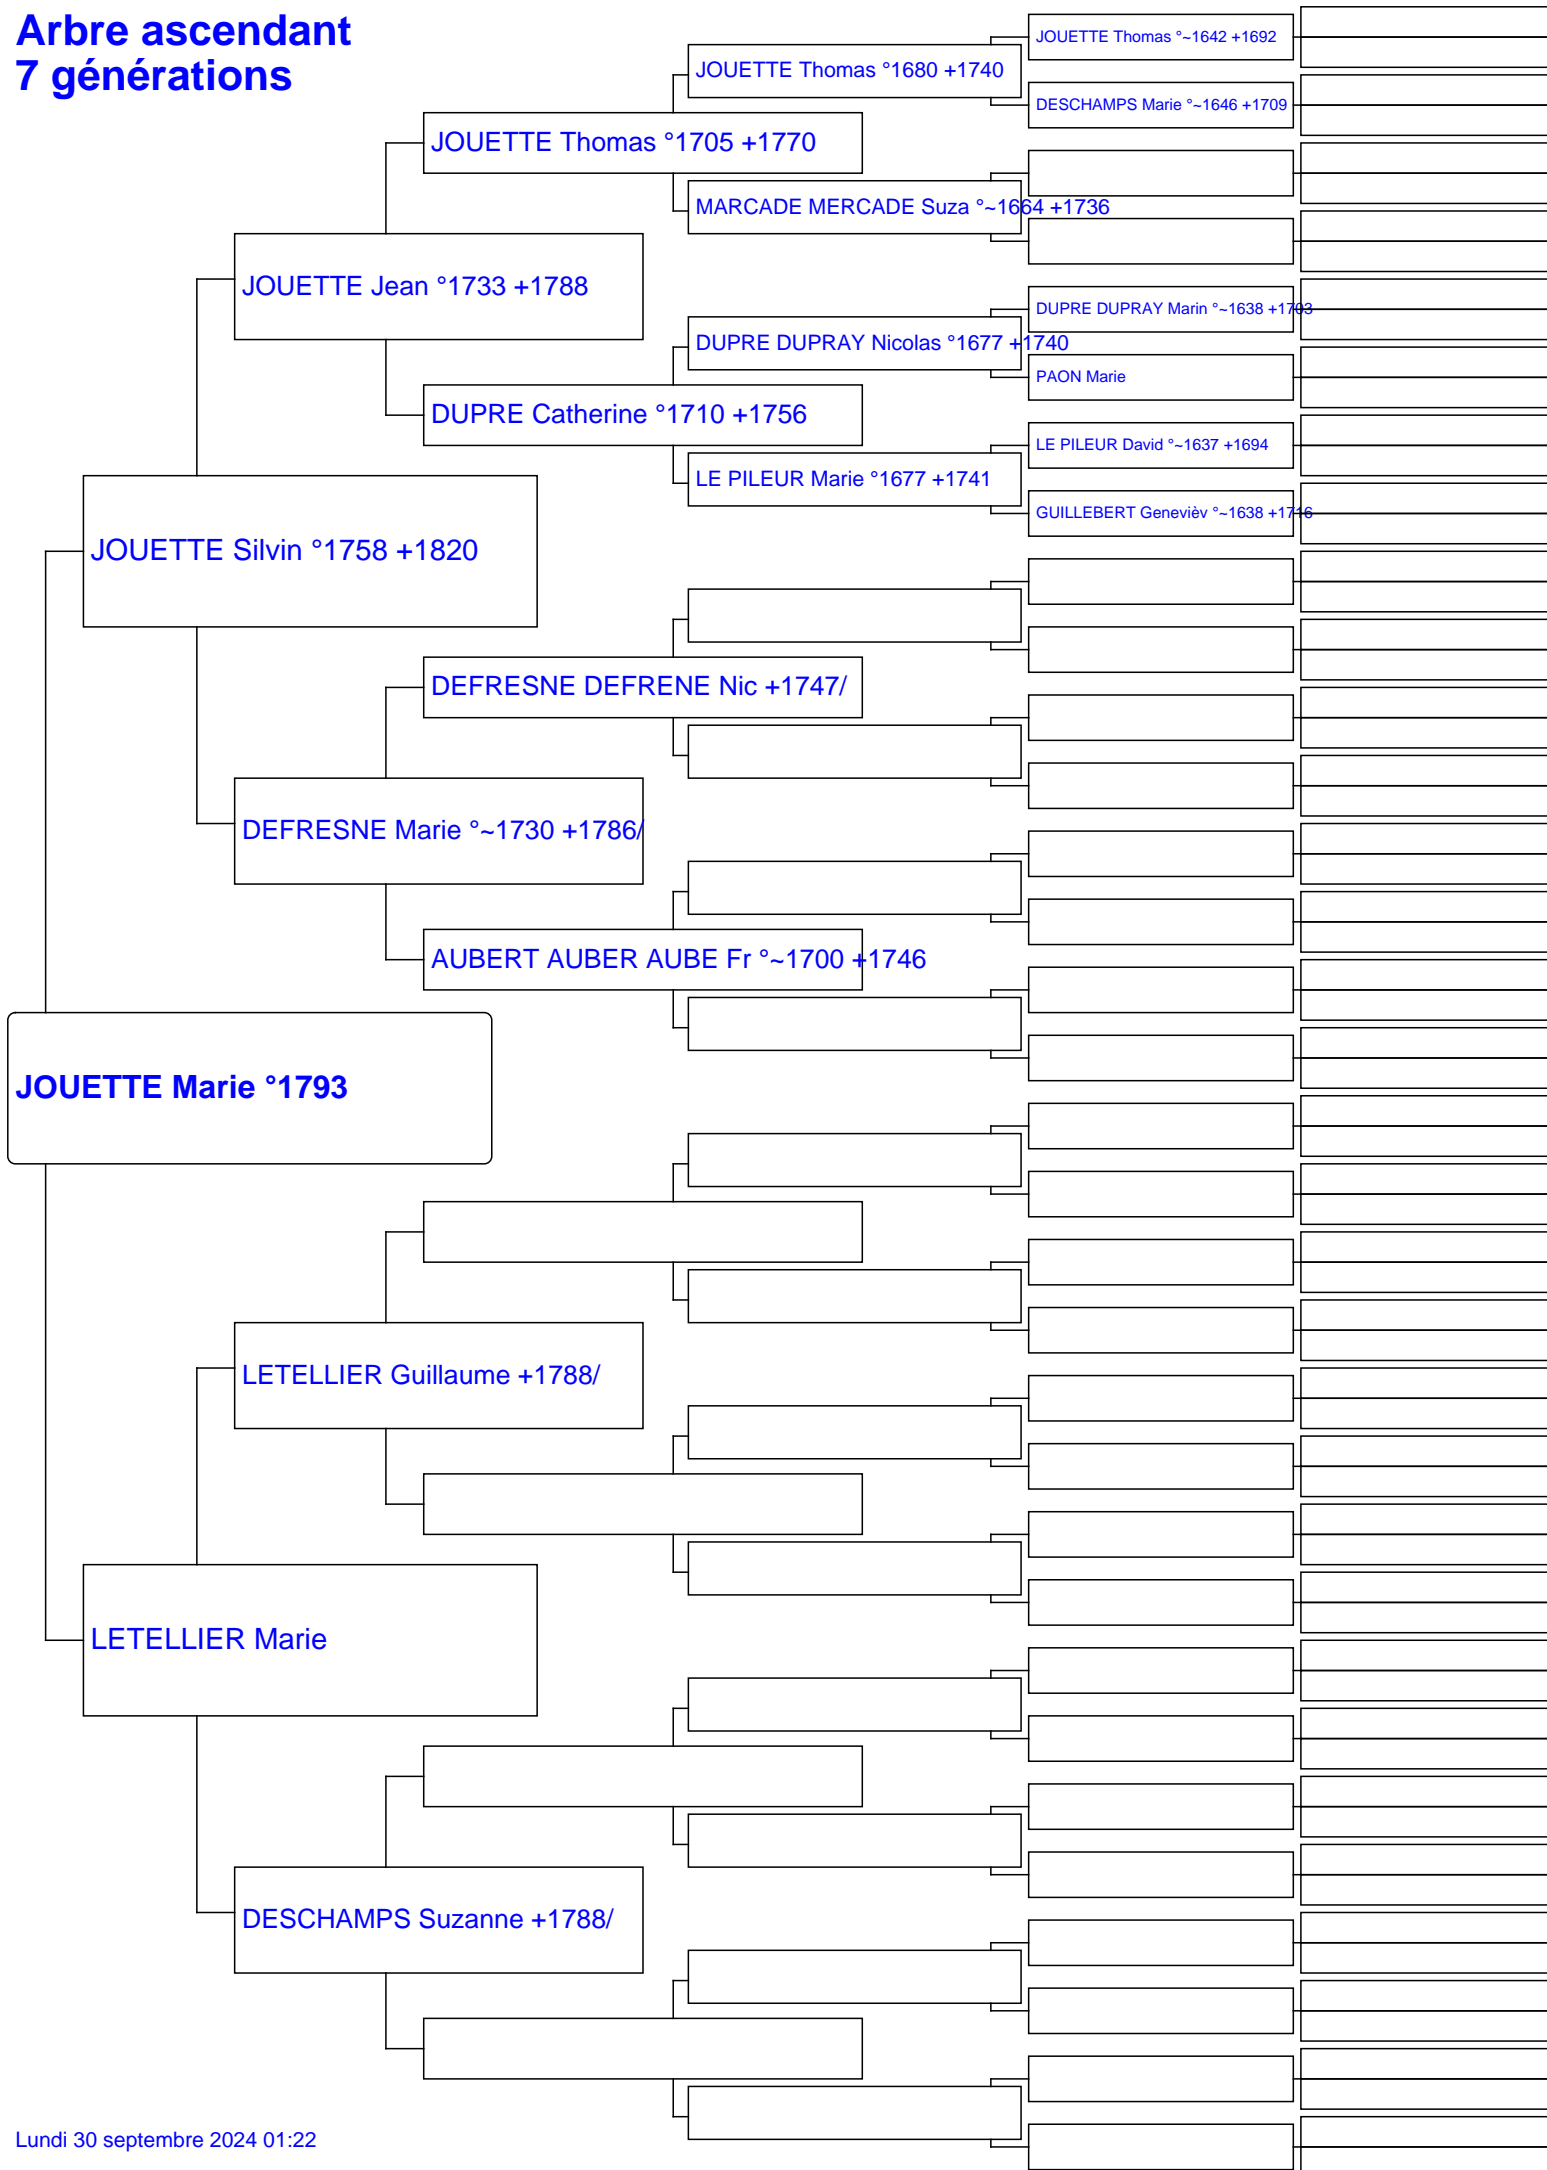 Arbre ascendant
7 générations
JOUETTE Thomas °~1642 +1692
JOUETTE Thomas °1680 +1740
DESCHAMPS Marie °~1646 +1709
JOUETTE Thomas °1705 +1770
MARCADE MERCADE Suza °~1664 +1736
JOUETTE Jean °1733 +1788
DUPRE DUPRAY Marin °~1638 +1703
DUPRE DUPRAY Nicolas °1677 +1740
PAON Marie
DUPRE Catherine °1710 +1756
LE PILEUR David °~1637 +1694
LE PILEUR Marie °1677 +1741
GUILLEBERT Genevièv °~1638 +1716
JOUETTE Silvin °1758 +1820
DEFRESNE DEFRENE Nic +1747/
DEFRESNE Marie °~1730 +1786/
AUBERT AUBER AUBE Fr °~1700 +1746
JOUETTE Marie °1793
LETELLIER Guillaume +1788/
LETELLIER Marie
DESCHAMPS Suzanne +1788/
Lundi 30 septembre 2024 01:22